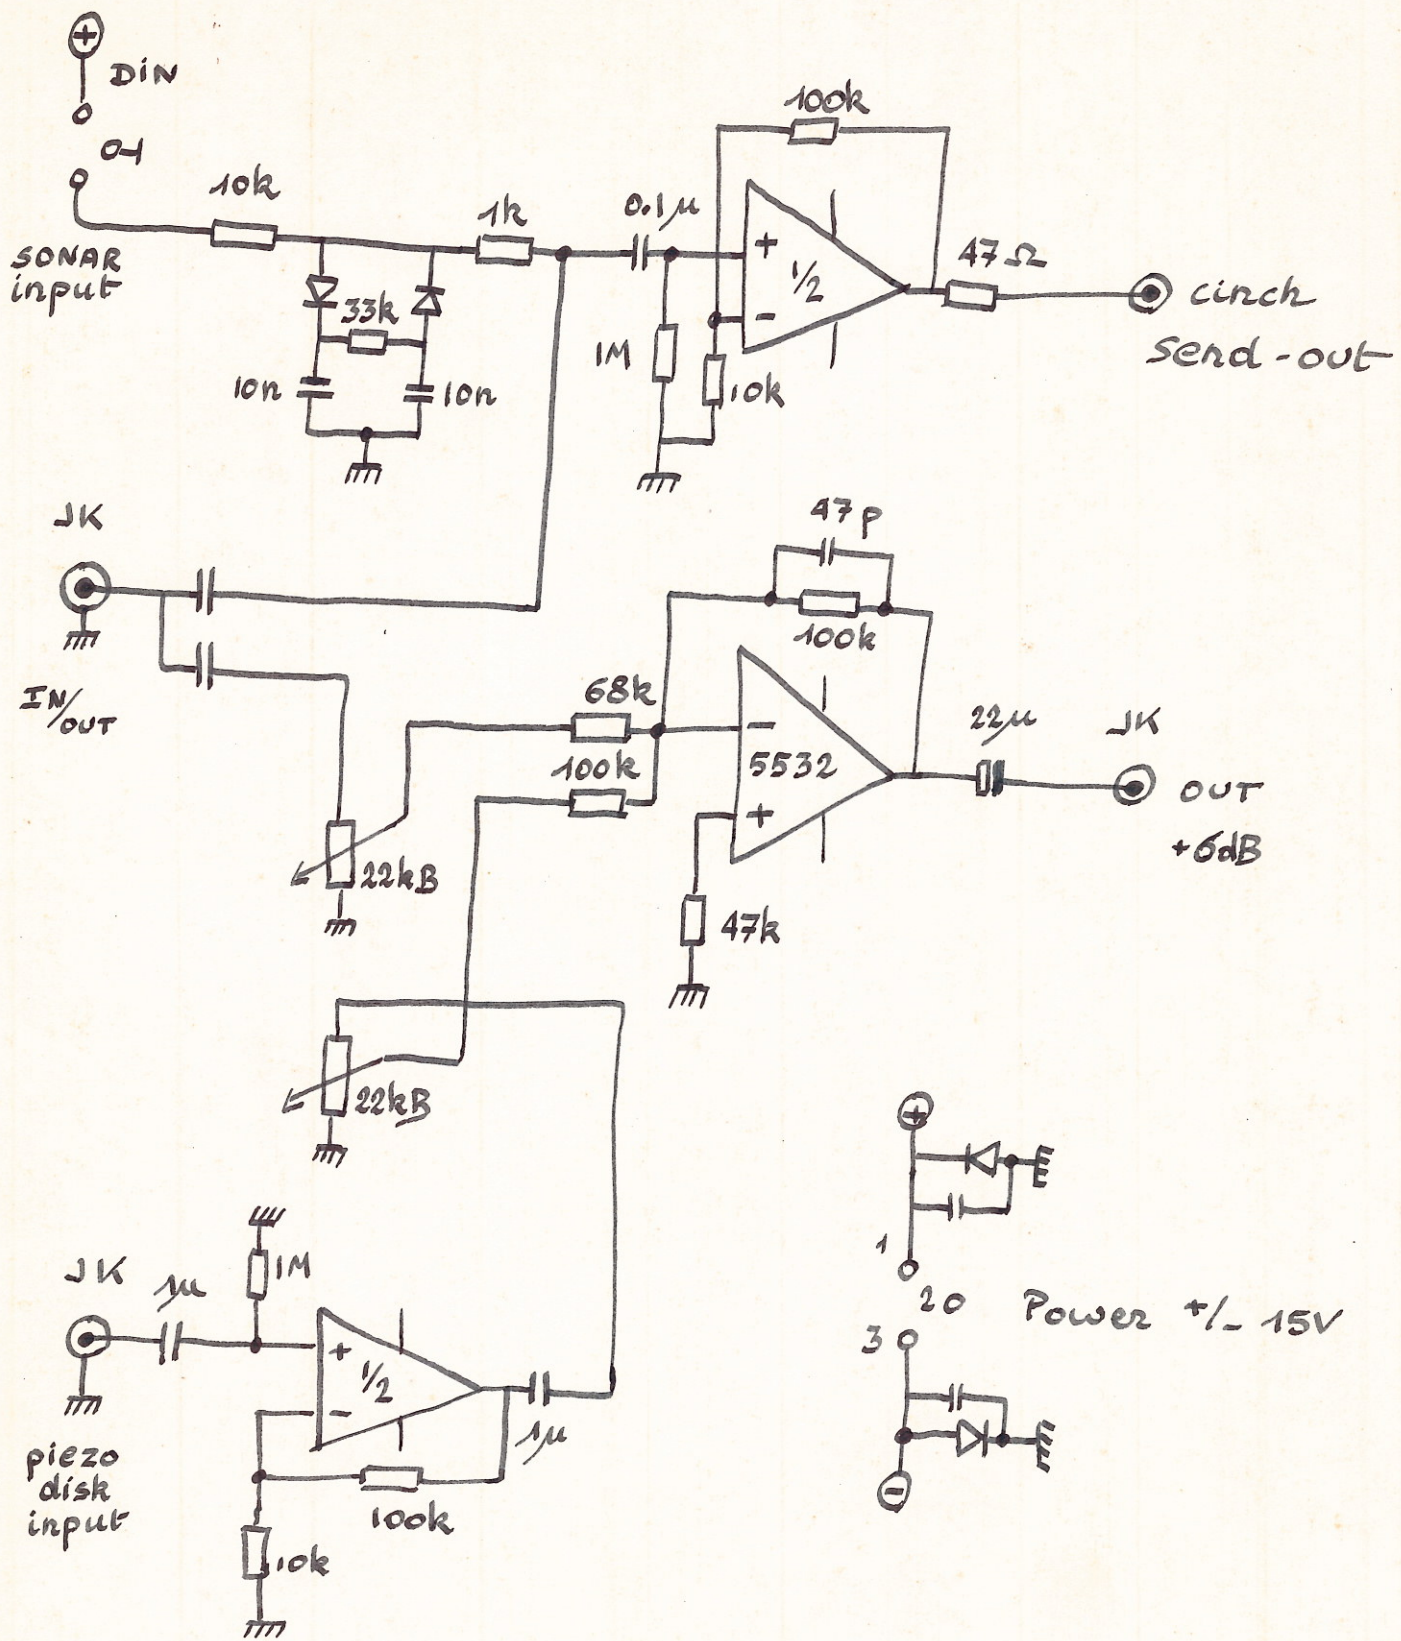 +
DiN
10k
SONAR
input
1k
0.1µ
100k
+
1/2
-
47Ω
cinch
Send-out
33k
10n
10n
1M
10k
JK
IN/OUT
47p
100k
68k
100k
-
5532
+
22µ
JK
OUT
+6dB
22kB
47k
22kB
JK
1µ
1M
+
1/2
-
1µ
piezo
disk
input
100k
10k
+
1
2
3
Power +/- 15V
-